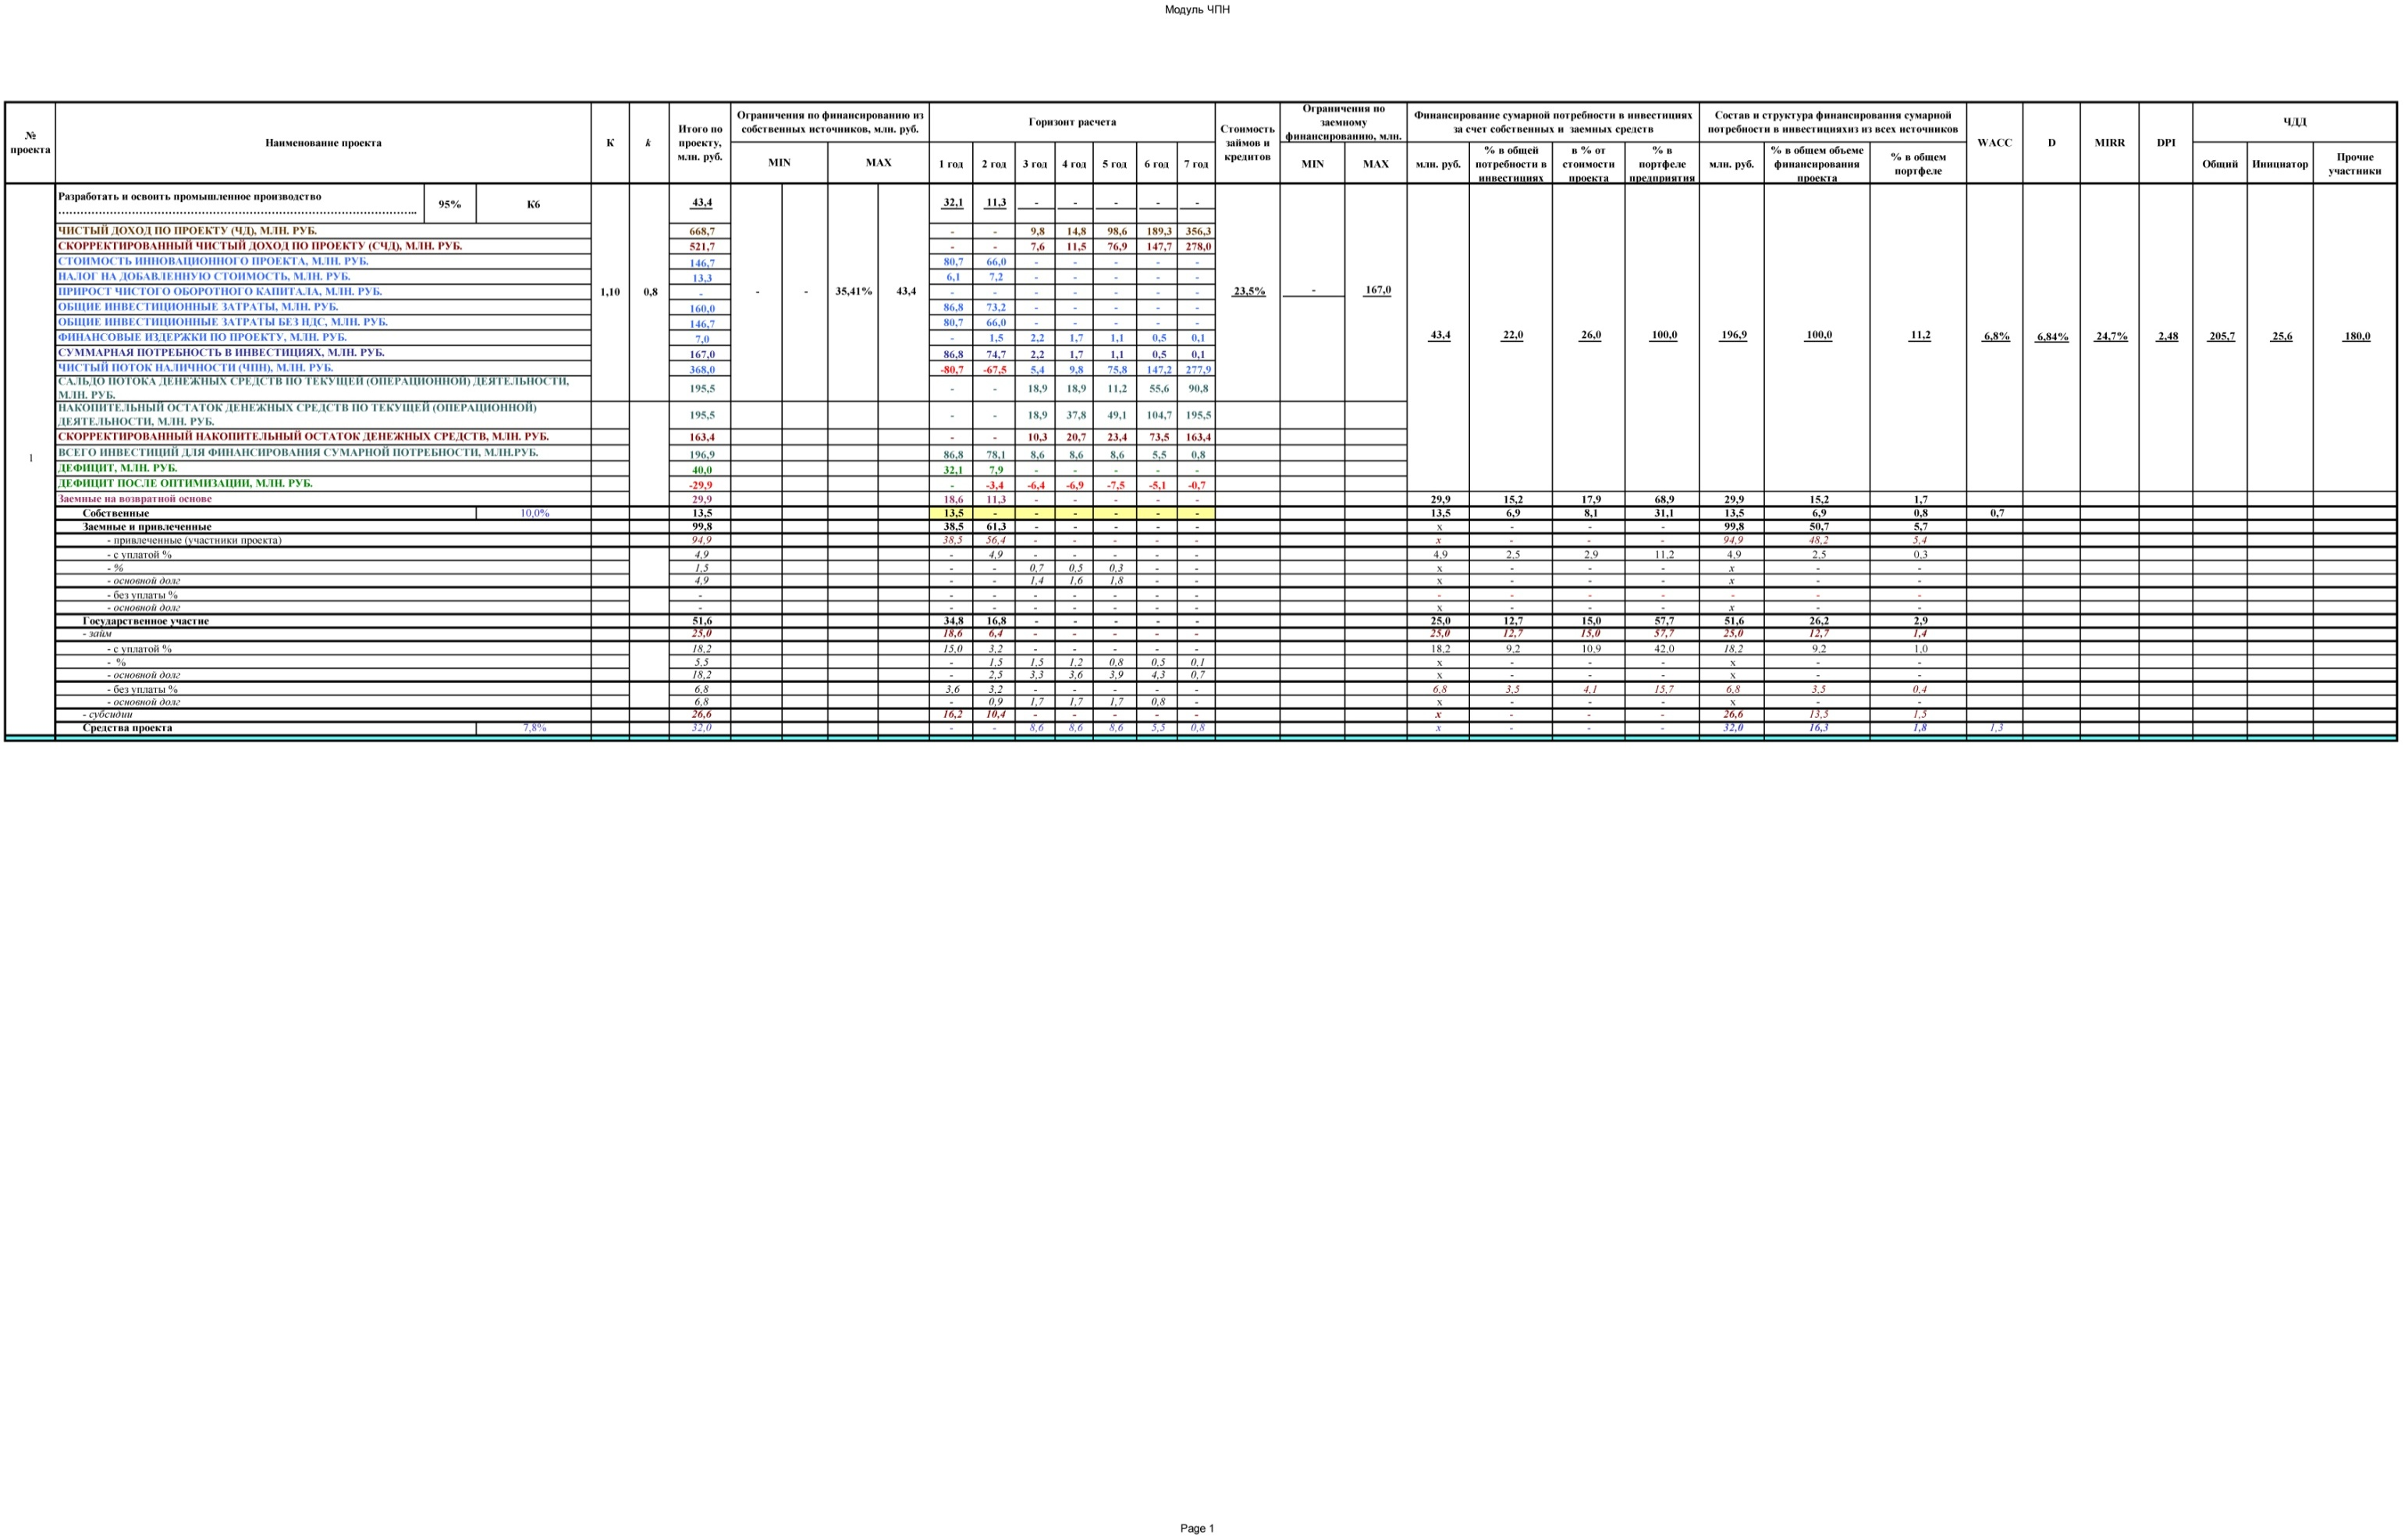 Модуль ЧПН
№ проекта Наименование проекта К k Итого по проекту, млн. руб. Ограничения по финансированию из собственных источников, млн. руб. Горизонт расчета Стоимость займов и кредитов Ограничения по заемному финансированию, млн. Финансирование сумарной потребности в инвестициях за счет собственных и заемных средств Состав и структура финансирования сумарной потребности в инвестицияхиз из всех источников WACC D MIRR DPI ЧДД
MIN MAX 1 год 2 год 3 год 4 год 5 год 6 год 7 год MIN MAX млн. руб. % в общей потребности в инвестициях в % от стоимости проекта % в портфеле предприятия млн. руб. % в общем объеме финансирования проекта % в общем портфеле Общий Инициатор Прочие участники
Разработать и освоить промышленное производство 95% К6 43,4 32,1 11,3 - - - - -
ЧИСТЫЙ ДОХОД ПО ПРОЕКТУ (ЧД), МЛН. РУБ. 668,7 - - 9,8 14,8 98,6 189,3 356,3
СКОРРЕКТИРОВАННЫЙ ЧИСТЫЙ ДОХОД ПО ПРОЕКТУ (СЧД), МЛН. РУБ. 521,7 - - 7,6 11,5 76,9 147,7 278,0
СТОИМОСТЬ ИННОВАЦИОННОГО ПРОЕКТА, МЛН. РУБ. 146,7 80,7 66,0 - - - - -
НАЛОГ НА ДОБАВЛЕННУЮ СТОИМОСТЬ, МЛН. РУБ. 13,3 6,1 7,2 - - - - -
ПРИРОСТ ЧИСТОГО ОБОРОТНОГО КАПИТАЛА, МЛН. РУБ. 1,10 0,8 - - - 35,41% 43,4 - - - - - - - 23,5% - 167,0
ОБЩИЕ ИНВЕСТИЦИОННЫЕ ЗАТРАТЫ, МЛН. РУБ. 160,0 86,8 73,2 - - - - -
ОБЩИЕ ИНВЕСТИЦИОННЫЕ ЗАТРАТЫ БЕЗ НДС, МЛН. РУБ. 146,7 80,7 66,0 - - - - -
ФИНАНСОВЫЕ ИЗДЕРЖКИ ПО ПРОЕКТУ, МЛН. РУБ. 7,0 - 1,5 2,2 1,7 1,1 0,5 0,1 43,4 22,0 26,0 100,0 196,9 100,0 11,2 6,8% 6,84% 24,7% 2,48 205,7 25,6 180,0
СУММАРНАЯ ПОТРЕБНОСТЬ В ИНВЕСТИЦИЯХ, МЛН. РУБ. 167,0 86,8 74,7 2,2 1,7 1,1 0,5 0,1
ЧИСТЫЙ ПОТОК НАЛИЧНОСТИ (ЧПН), МЛН. РУБ. 368,0 -80,7 -67,5 5,4 9,8 75,8 147,2 277,9
САЛЬДО ПОТОКА ДЕНЕЖНЫХ СРЕДСТВ ПО ТЕКУЩЕЙ (ОПЕРАЦИОННОЙ) ДЕЯТЕЛЬНОСТИ, МЛН. РУБ. 195,5 - - 18,9 18,9 11,2 55,6 90,8
НАКОПИТЕЛЬНЫЙ ОСТАТОК ДЕНЕЖНЫХ СРЕДСТВ ПО ТЕКУЩЕЙ (ОПЕРАЦИОННОЙ) ДЕЯТЕЛЬНОСТИ, МЛН. РУБ. 195,5 - - 18,9 37,8 49,1 104,7 195,5
СКОРРЕКТИРОВАННЫЙ НАКОПИТЕЛЬНЫЙ ОСТАТОК ДЕНЕЖНЫХ СРЕДСТВ, МЛН. РУБ. 163,4 - - 10,3 20,7 23,4 73,5 163,4
1 ВСЕГО ИНВЕСТИЦИЙ ДЛЯ ФИНАНСИРОВАНИЯ СУМАРНОЙ ПОТРЕБНОСТИ, МЛН.РУБ. 196,9 86,8 78,1 8,6 8,6 8,6 5,5 0,8
ДЕФИЦИТ, МЛН. РУБ. 40,0 32,1 7,9 - - - - -
ДЕФИЦИТ ПОСЛЕ ОПТИМИЗАЦИИ, МЛН. РУБ. -29,9 - -3,4 -6,4 -6,9 -7,5 -5,1 -0,7
Заемные на возвратной основе 29,9 18,6 11,3 - - - - - 29,9 15,2 17,9 68,9 29,9 15,2 1,7
Собственные 10,0% 13,5 13,5 - - - - - - 13,5 6,9 8,1 31,1 13,5 6,9 0,8 0,7
Заемные и привлеченные 99,8 38,5 61,3 - - - - - х - - - 99,8 50,7 5,7
- привлеченные (участники проекта) 94,9 38,5 56,4 - - - - - х - - - 94,9 48,2 5,4
- с уплатой % 4,9 - 4,9 - - - - - 4,9 2,5 2,9 11,2 4,9 2,5 0,3
- % 1,5 - - 0,7 0,5 0,3 - - х - - - х - -
- основной долг 4,9 - - 1,4 1,6 1,8 - - х - - - х - -
- без уплаты % - - - - - - - - - - - - - - -
- основной долг - - - - - - - - х - - - х - -
Государственное участие 51,6 34,8 16,8 - - - - - 25,0 12,7 15,0 57,7 51,6 26,2 2,9
- займ 25,0 18,6 6,4 - - - - - 25,0 12,7 15,0 57,7 25,0 12,7 1,4
- с уплатой % 18,2 15,0 3,2 - - - - - 18,2 9,2 10,9 42,0 18,2 9,2 1,0
- % 5,5 - 1,5 1,5 1,2 0,8 0,5 0,1 х - - - х - -
- основной долг 18,2 - 2,5 3,3 3,6 3,9 4,3 0,7 х - - - х - -
- без уплаты % 6,8 3,6 3,2 - - - - - 6,8 3,5 4,1 15,7 6,8 3,5 0,4
- основной долг 6,8 - 0,9 1,7 1,7 1,7 0,8 - х - - - х - -
- субсидии 26,6 16,2 10,4 - - - - - х - - - 26,6 13,5 1,5
Средства проекта 7,8% 32,0 - - 8,6 8,6 8,6 5,5 0,8 х - - - 32,0 16,3 1,8 1,3
Page 1